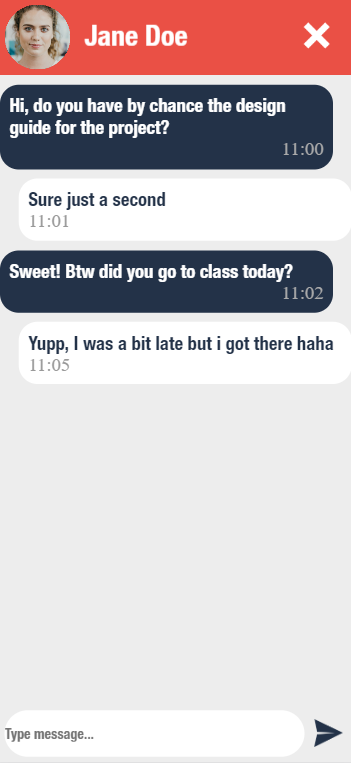 Jane Doe
Hi, do you have by chance the design
guide for the project?
11:00
Sure just a second
11:01
Sweet! Btw did you go to class today?
11:02
Yupp, I was a bit late but i got there haha
11:05
Type message...